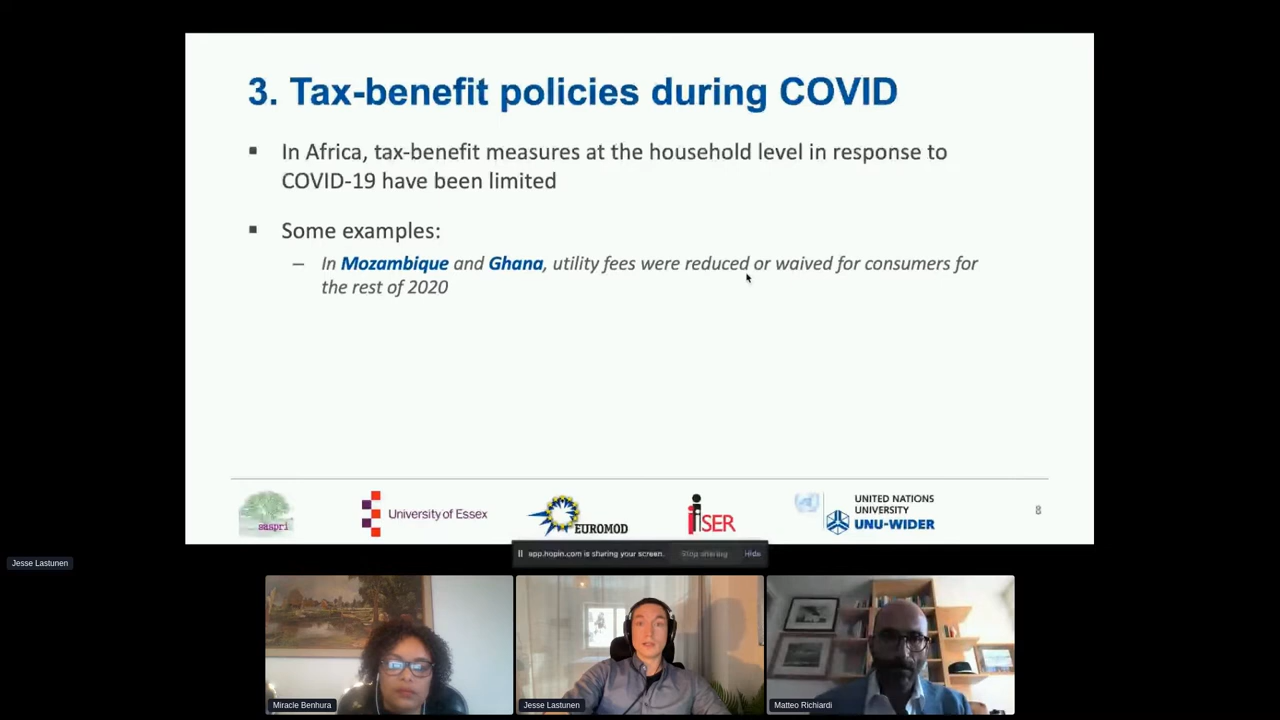 3. Tax-benefit policies during COVID
In Africa, tax-benefit measures at the household level in response to
COVID-19 have been limited
Some examples:
– In Mozambique and Ghana, utility fees were reduced or waived for consumers for
the rest of 2020
saspri
University of Essex
EUROMOD
iSER
UNITED NATIONS
UNIVERSITY
UNU-WIDER
8
app.hopin.com is sharing your screen.
Stop sharing
Hide
Jesse Lastunen
Miracle Benhura
Jesse Lastunen
Matteo Richiardi